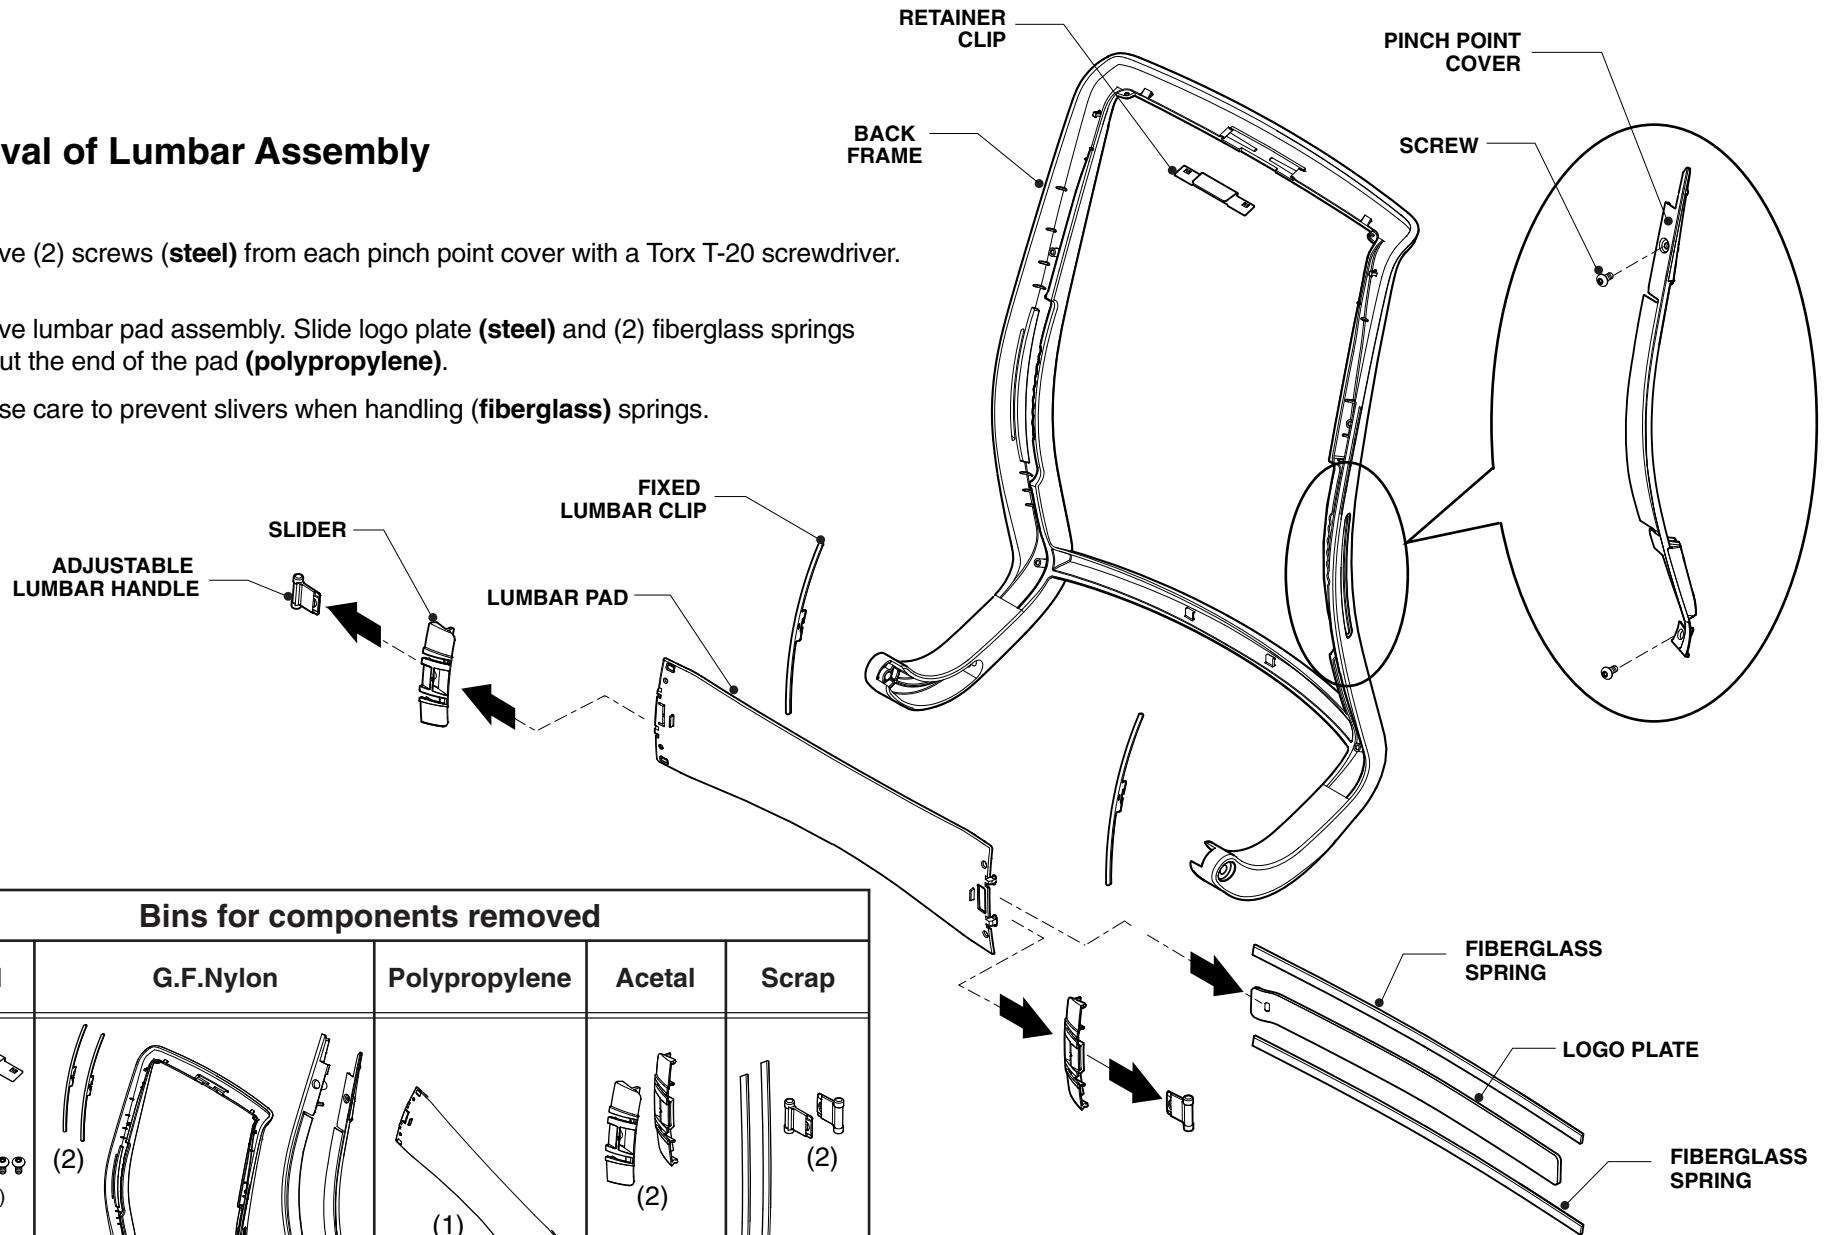 RETAINER
CLIP
PINCH POINT
COVER
BACK
FRAME
SCREW
val of Lumbar Assembly
ve (2) screws (steel) from each pinch point cover with a Torx T-20 screwdriver.
ve lumbar pad assembly. Slide logo plate (steel) and (2) fiberglass springs
ut the end of the pad (polypropylene).
se care to prevent slivers when handling (fiberglass) springs.
FIXED
LUMBAR CLIP
SLIDER
ADJUSTABLE
LUMBAR HANDLE
LUMBAR PAD
FIBERGLASS
SPRING
LOGO PLATE
FIBERGLASS
SPRING
Bins for components removed
l G.F.Nylon Polypropylene Acetal Scrap
(2)
(2)
(2)
(1)
)